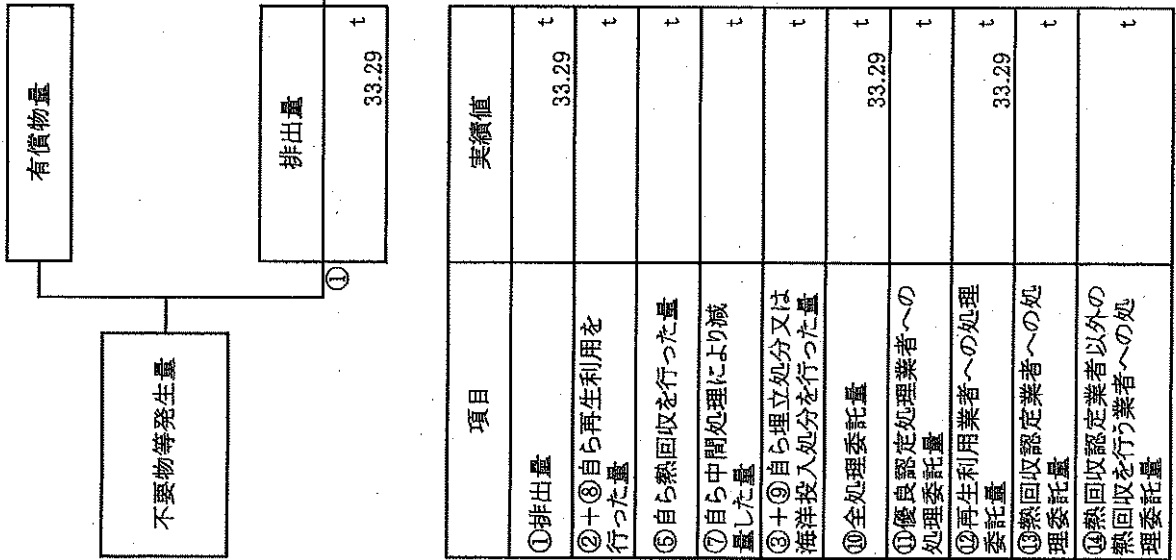 不要物等発生量
有償物量
①
排出量
33.29 t
項目
実績値
①排出量
33.29 t
②+⑧自ら再生利用を
行った量
t
⑤自ら熱回収を行った量
t
⑦自ら中間処理により減
量した量
t
③+⑨自ら埋立処分又は
海洋投入処分を行った量
t
⑩全処理委託量
33.29 t
⑪優良認定処理業者への
処理委託量
t
⑫再生利用業者への処理
委託量
33.29 t
⑬熱回収認定業者への処
理委託量
t
⑭熱回収認定業者以外の
熱回収を行う業者への処
理委託量
t